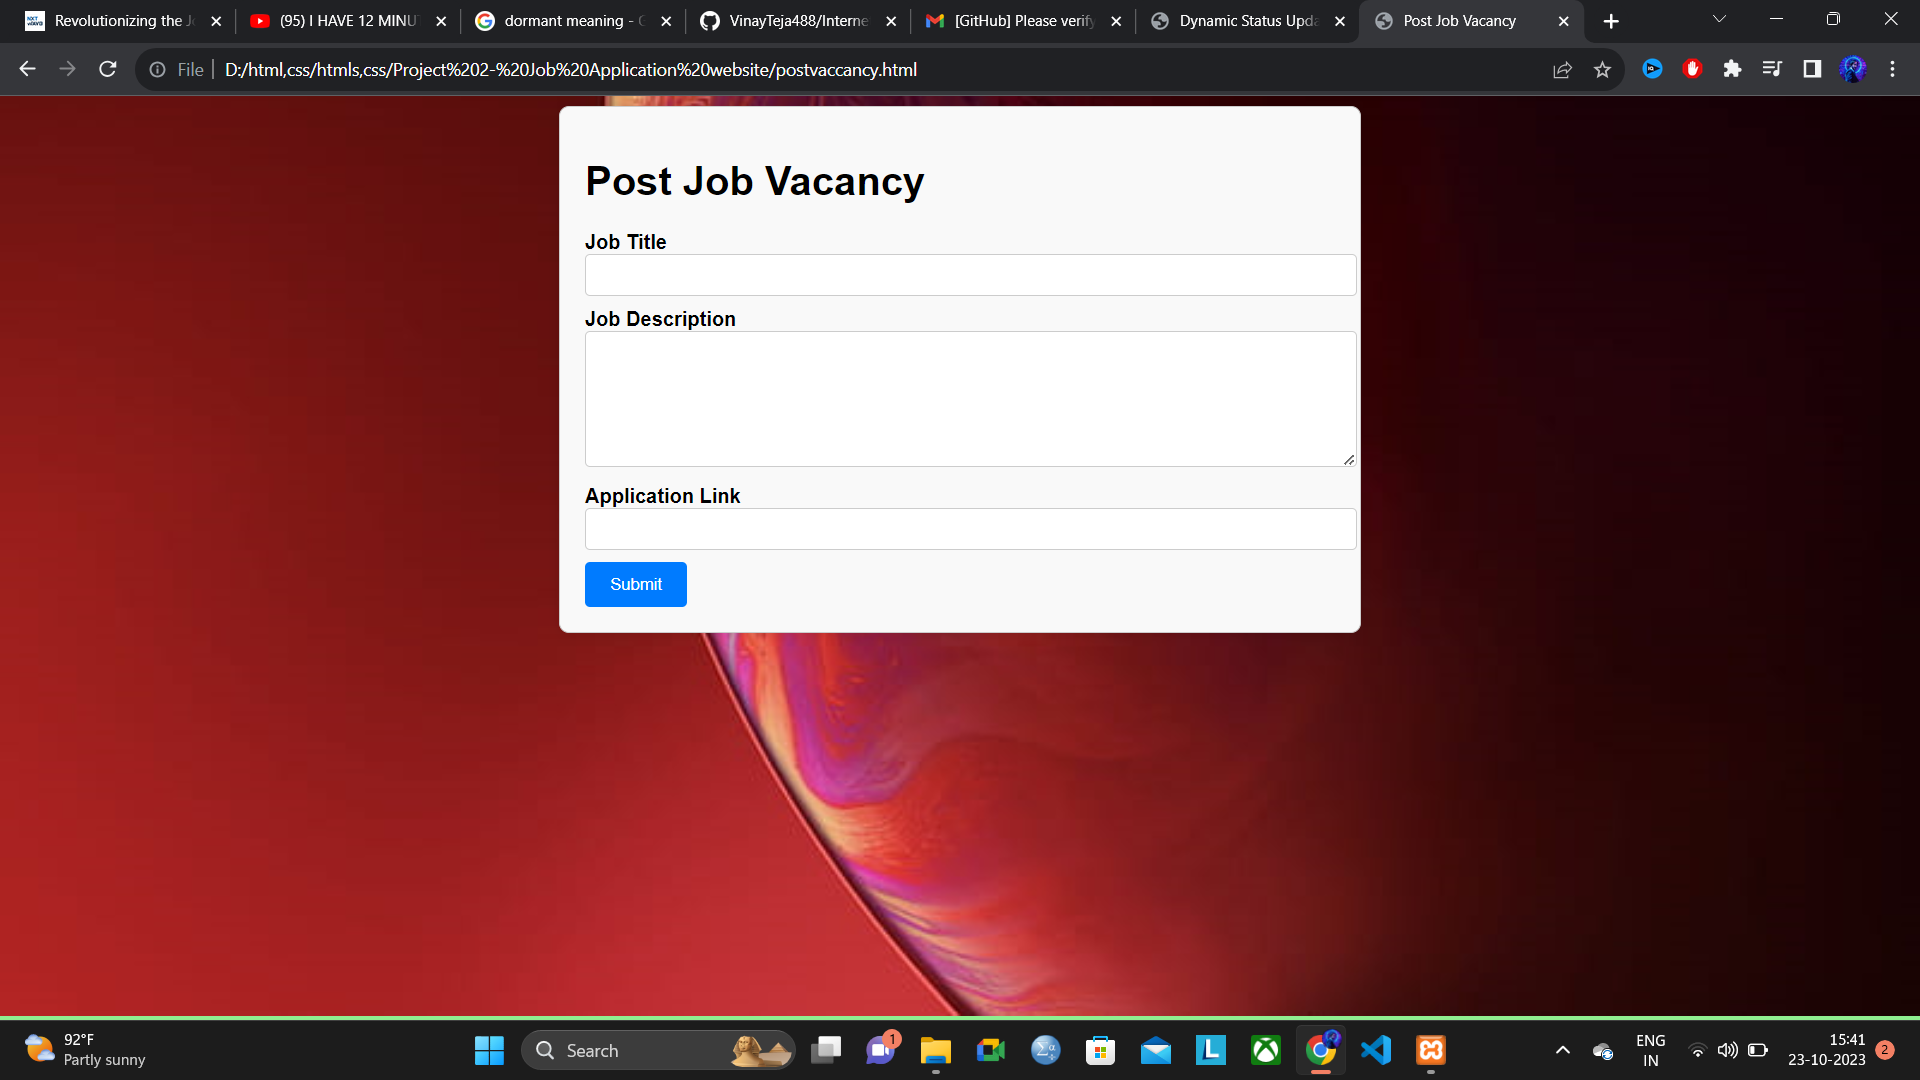 Revolutionizing the J
(95) I HAVE 12 MINU
dormant meaning - G
VinayTeja488/Interne
[GitHub] Please verify
Dynamic Status Upda
Post Job Vacancy
File
D:/html,css/htmls,css/Project%202-%20Job%20Application%20website/postvaccancy.html
Post Job Vacancy
Job Title
Job Description
Application Link
Submit
92°F
Partly sunny
Search
1
L
ENG
IN
15:41
23-10-2023
2